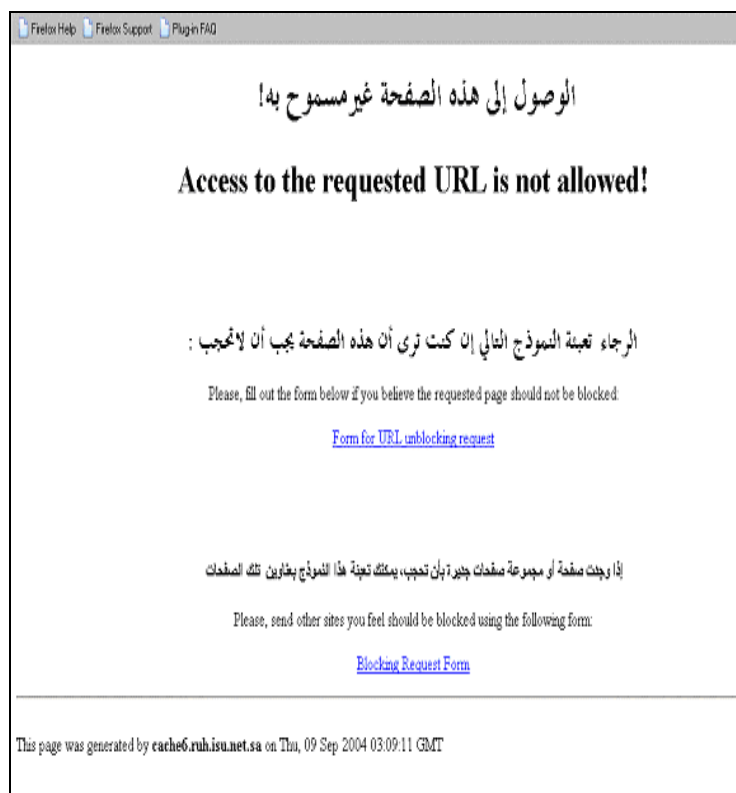 Firefox Help Firefox Support Plug-in FAQ
الوصول إلى هذه الصفحة غير مسموح به!
Access to the requested URL is not allowed!
الرجاء تعبئة النموذج التالي إن كنت ترى أن هذه الصفحة يجب أن لاتحجب :
Please, fill out the form below if you believe the requested page should not be blocked:
Form for URL unblocking request
إذا وجدت صفحة أو مجموعة صفحات جديرة بأن تحجب، يمكنك تعبئة هذا النموذج بعناوين تلك الصفحات
Please, send other sites you feel should be blocked using the following form:
Blocking Request Form
This page was generated by cache6.ruh.isu.net.sa on Thu, 09 Sep 2004 03:09:11 GMT